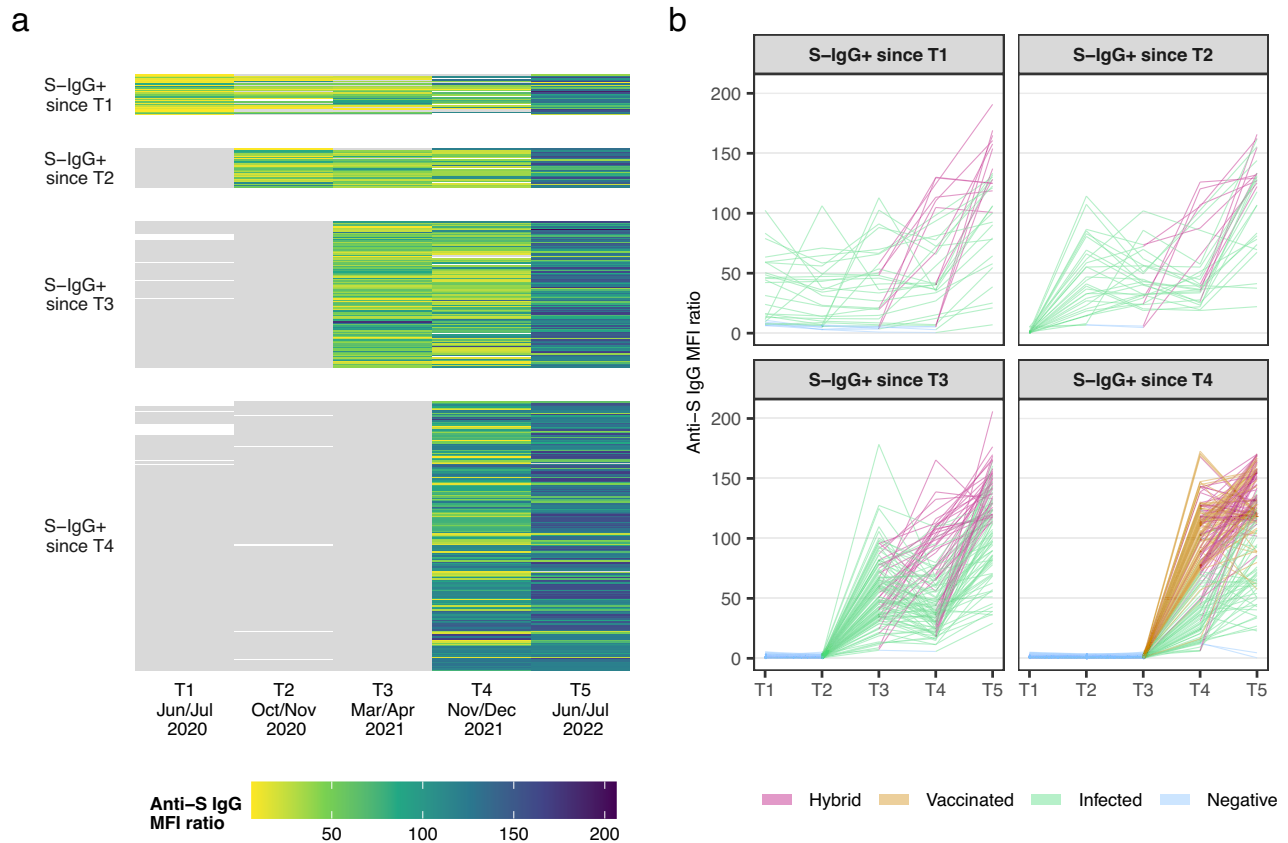 a
S–IgG+
since T1
S–IgG+
since T2
S–IgG+
since T3
S–IgG+
since T4
T1
Jun/Jul
2020
T2
Oct/Nov
2020
T3
Mar/Apr
2021
T4
Nov/Dec
2021
T5
Jun/Jul
2022
Anti–S IgG
MFI ratio
50
100
150
200
b
Anti–S IgG MFI ratio
S–IgG+ since T1
S–IgG+ since T2
200
150
100
50
0
S–IgG+ since T3
S–IgG+ since T4
200
150
100
50
0
T1 T2 T3 T4 T5
T1 T2 T3 T4 T5
Hybrid Vaccinated Infected Negative